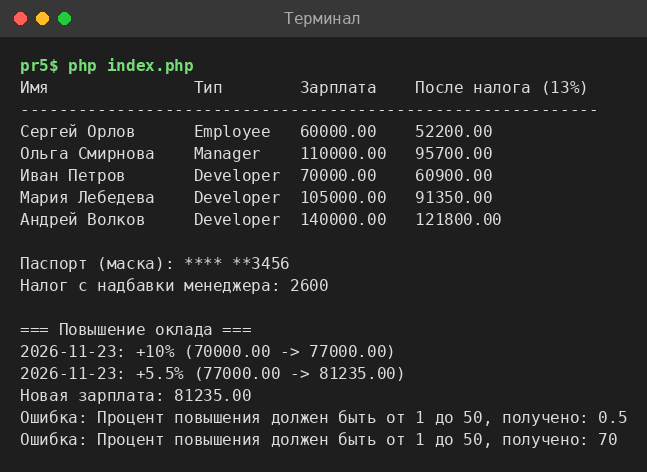 Терминал
pr5$ php index.php
Имя               Тип        Зарплата    После налога (13%)
------------------------------------------------------------
Сергей Орлов      Employee   60000.00    52200.00
Ольга Смирнова    Manager    110000.00   95700.00
Иван Петров       Developer  70000.00    60900.00
Мария Лебедева    Developer  105000.00   91350.00
Андрей Волков     Developer  140000.00   121800.00
Паспорт (маска): **** **3456
Налог с надбавки менеджера: 2600
=== Повышение оклада ===
2026-11-23: +10% (70000.00 -> 77000.00)
2026-11-23: +5.5% (77000.00 -> 81235.00)
Новая зарплата: 81235.00
Ошибка: Процент повышения должен быть от 1 до 50, получено: 0.5
Ошибка: Процент повышения должен быть от 1 до 50, получено: 70